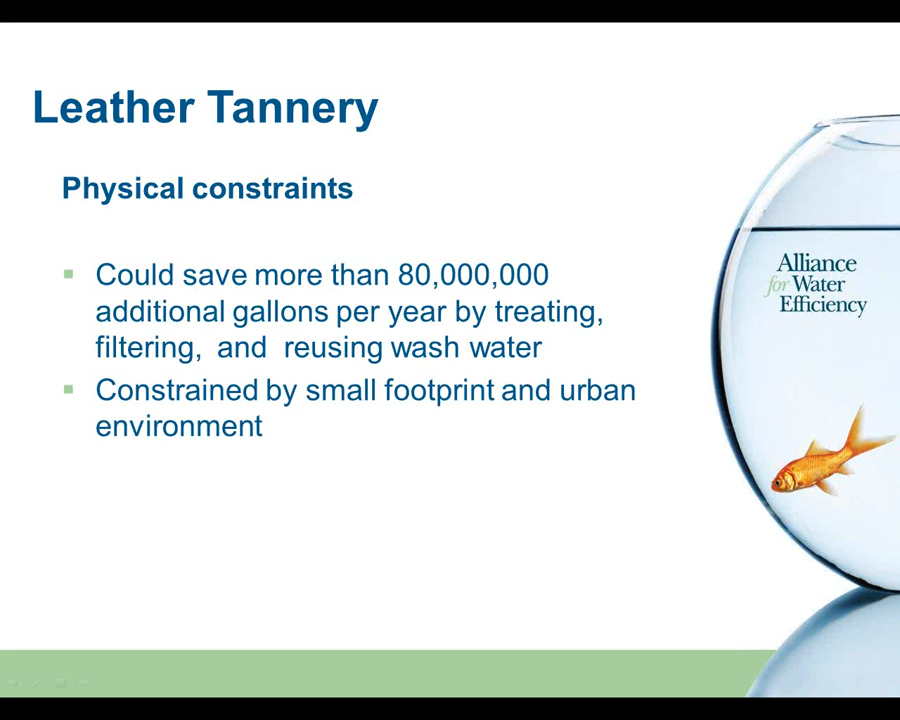 Leather Tannery
Physical constraints
▪ Could save more than 80,000,000
additional gallons per year by treating,
filtering, and reusing wash water
▪ Constrained by small footprint and urban
environment
Alliance
for Water
Efficiency